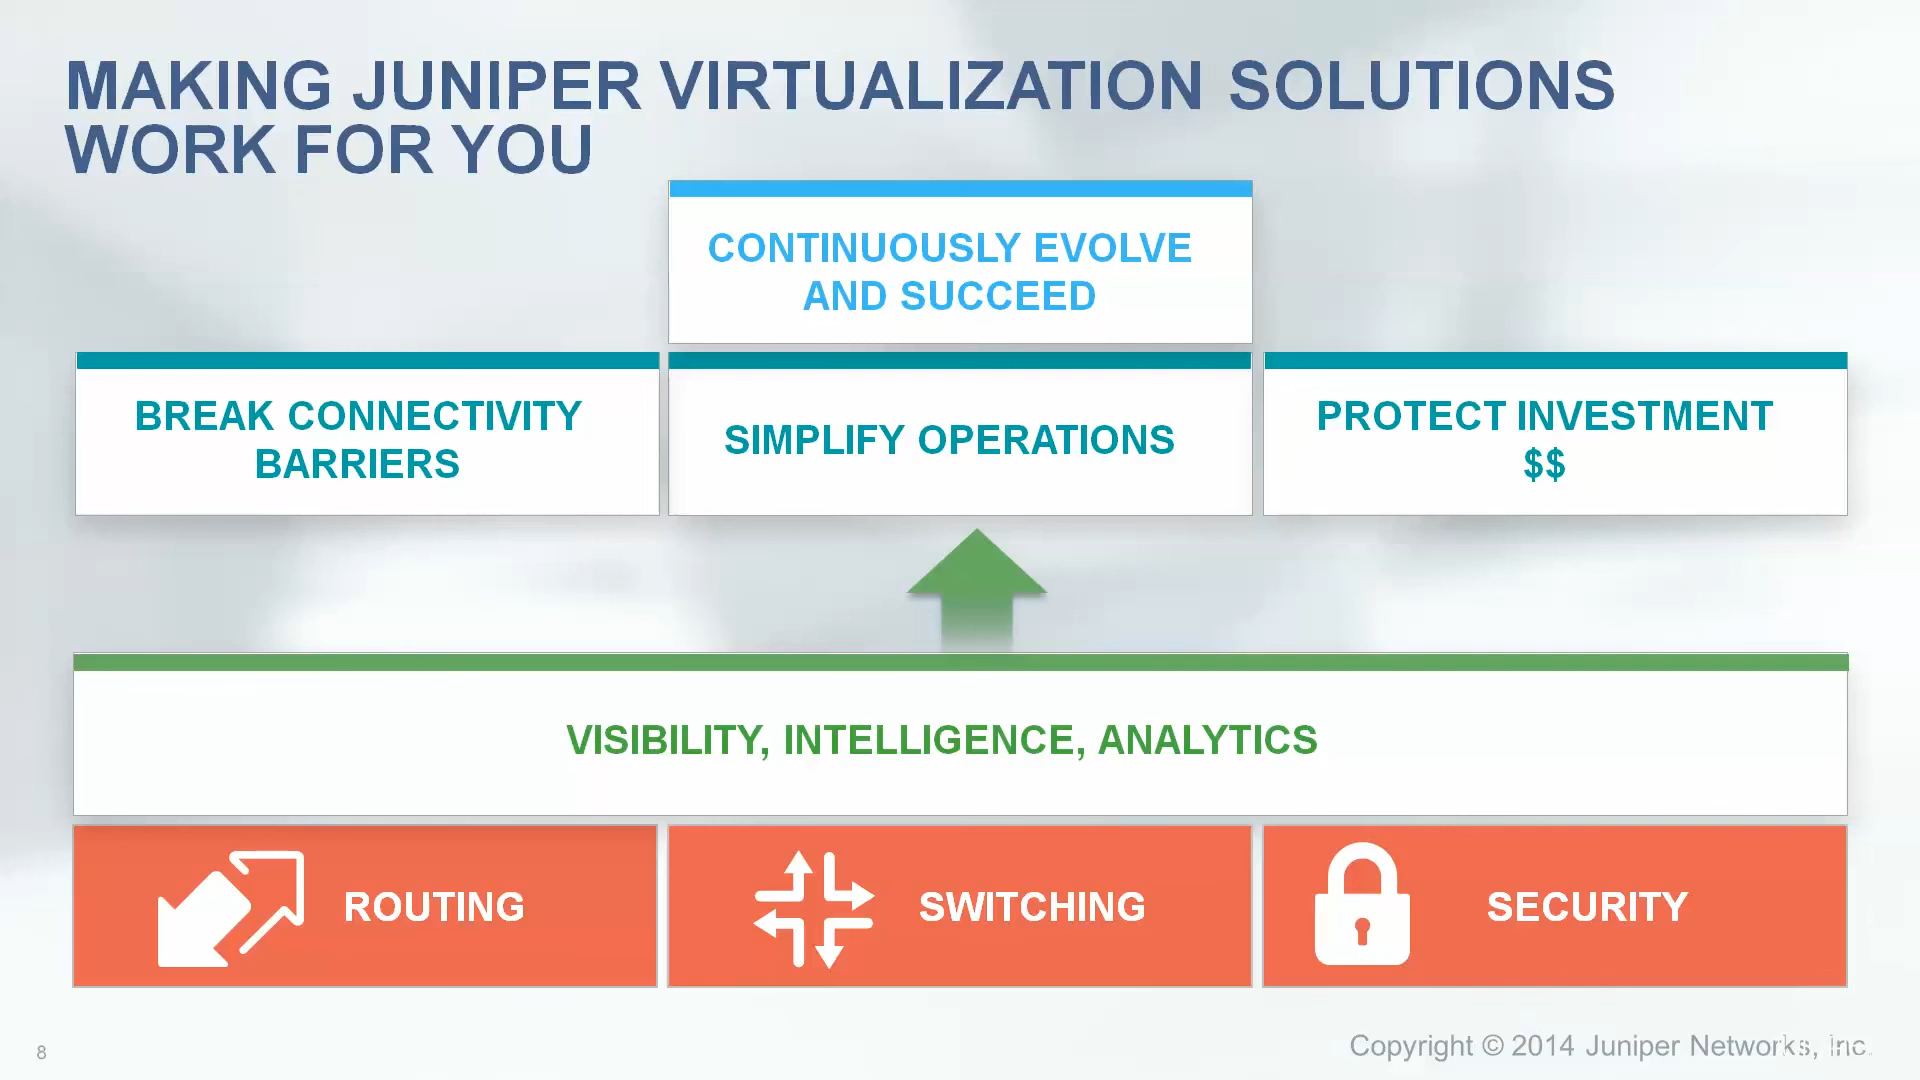 MAKING JUNIPER VIRTUALIZATION SOLUTIONS
WORK FOR YOU
CONTINUOUSLY EVOLVE
AND SUCCEED
BREAK CONNECTIVITY
BARRIERS
SIMPLIFY OPERATIONS
PROTECT INVESTMENT
$$
VISIBILITY, INTELLIGENCE, ANALYTICS
ROUTING
SWITCHING
SECURITY
8
Copyright © 2014 Juniper Networks, Inc.